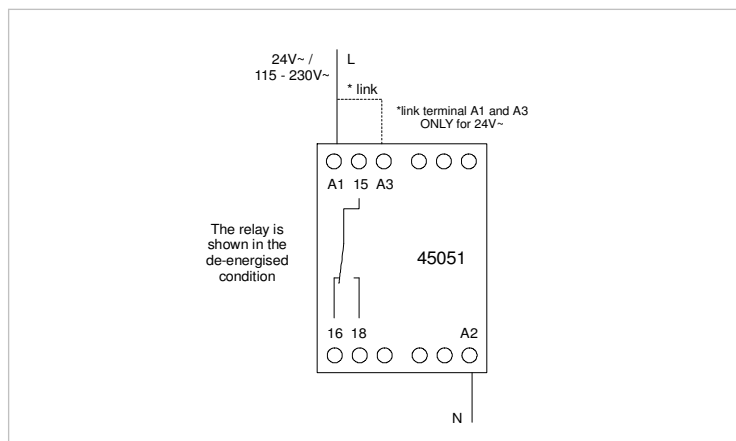 24V~ /
115 - 230V~
L
* link
*link terminal A1 and A3
ONLY for 24V~
A1 15 A3
The relay is
shown in the
de-energised
condition
45051
16 18
A2
N